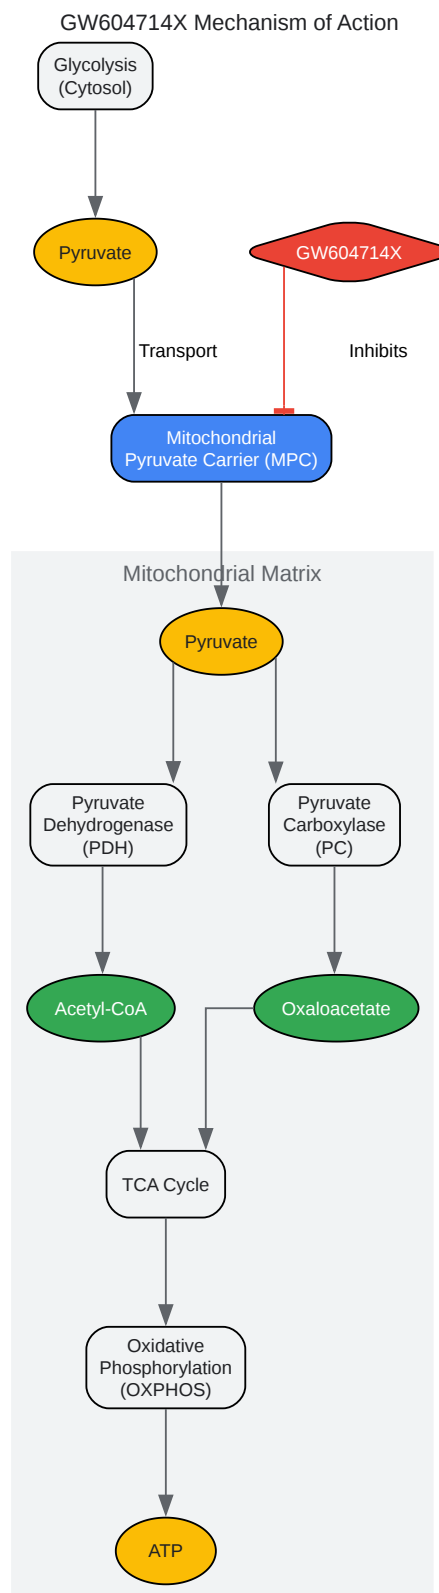 GW604714X Mechanism of Action
Glycolysis
(Cytosol)
Pyruvate
GW604714X
Transport
Inhibits
Mitochondrial
Pyruvate Carrier (MPC)
Mitochondrial Matrix
Pyruvate
Pyruvate
Dehydrogenase
(PDH)
Pyruvate
Carboxylase
(PC)
Acetyl-CoA
Oxaloacetate
TCA Cycle
Oxidative
Phosphorylation
(OXPHOS)
ATP